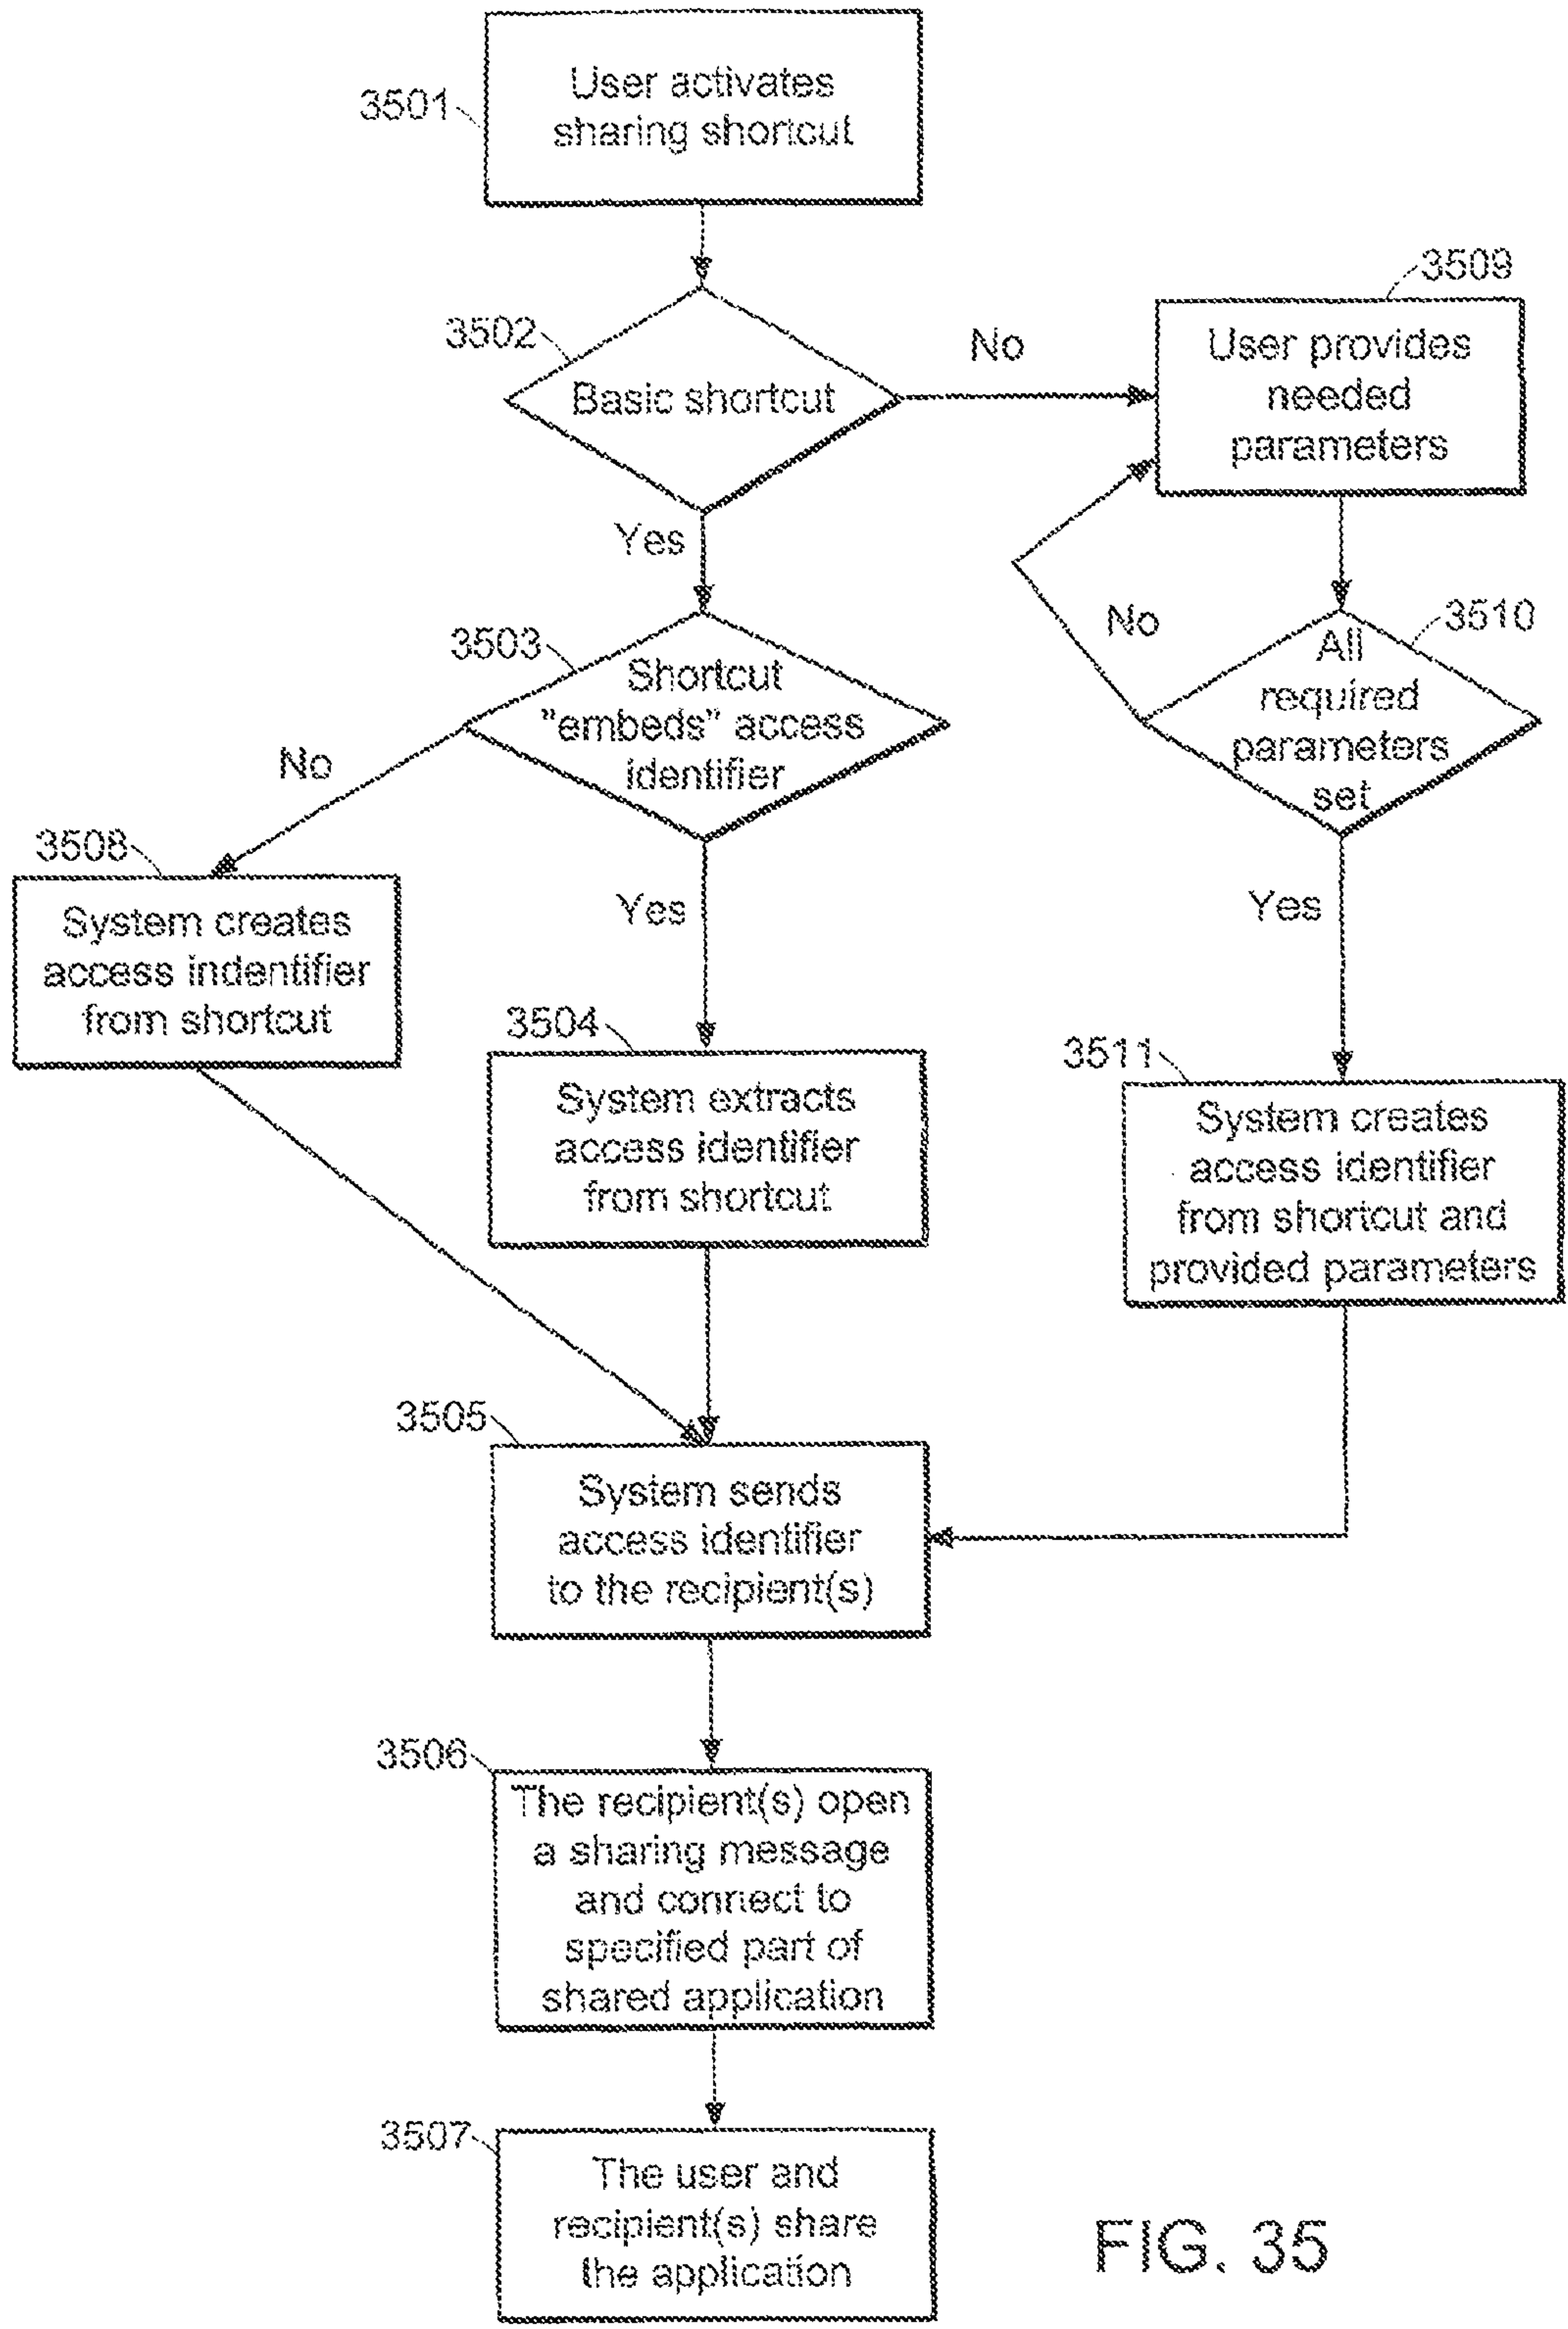 3501
User activates
sharing shortcut
3502
Basic shortcut
No
Yes
3509
User provides
needed
parameters
3503
Shortcut
"embeds" access
identifier
No
Yes
3510
All
required
parameters
set
No
Yes
3508
System creates
access indentifier
from shortcut
3504
System extracts
access identifier
from shortcut
3511
System creates
access identifier
from shortcut and
provided parameters
3505
System sends
access identifier
to the recipient(s)
3506
The recipient(s) open
a sharing message
and connect to
specified part of
shared application
3507
The user and
recipient(s) share
the application
FIG. 35